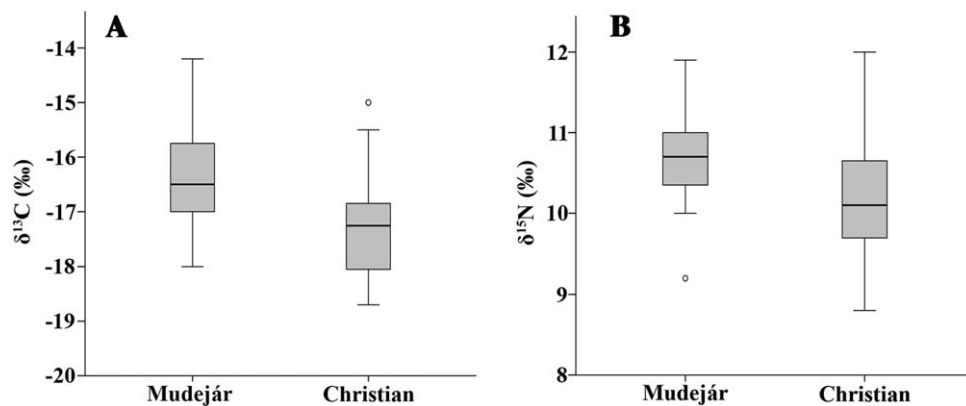 A
-14
-15
-16
-17
-18
-19
-20
δ¹³C (‰)
Mudejár
Christian
B
12
11
10
9
8
δ¹⁵N (‰)
Mudejár
Christian